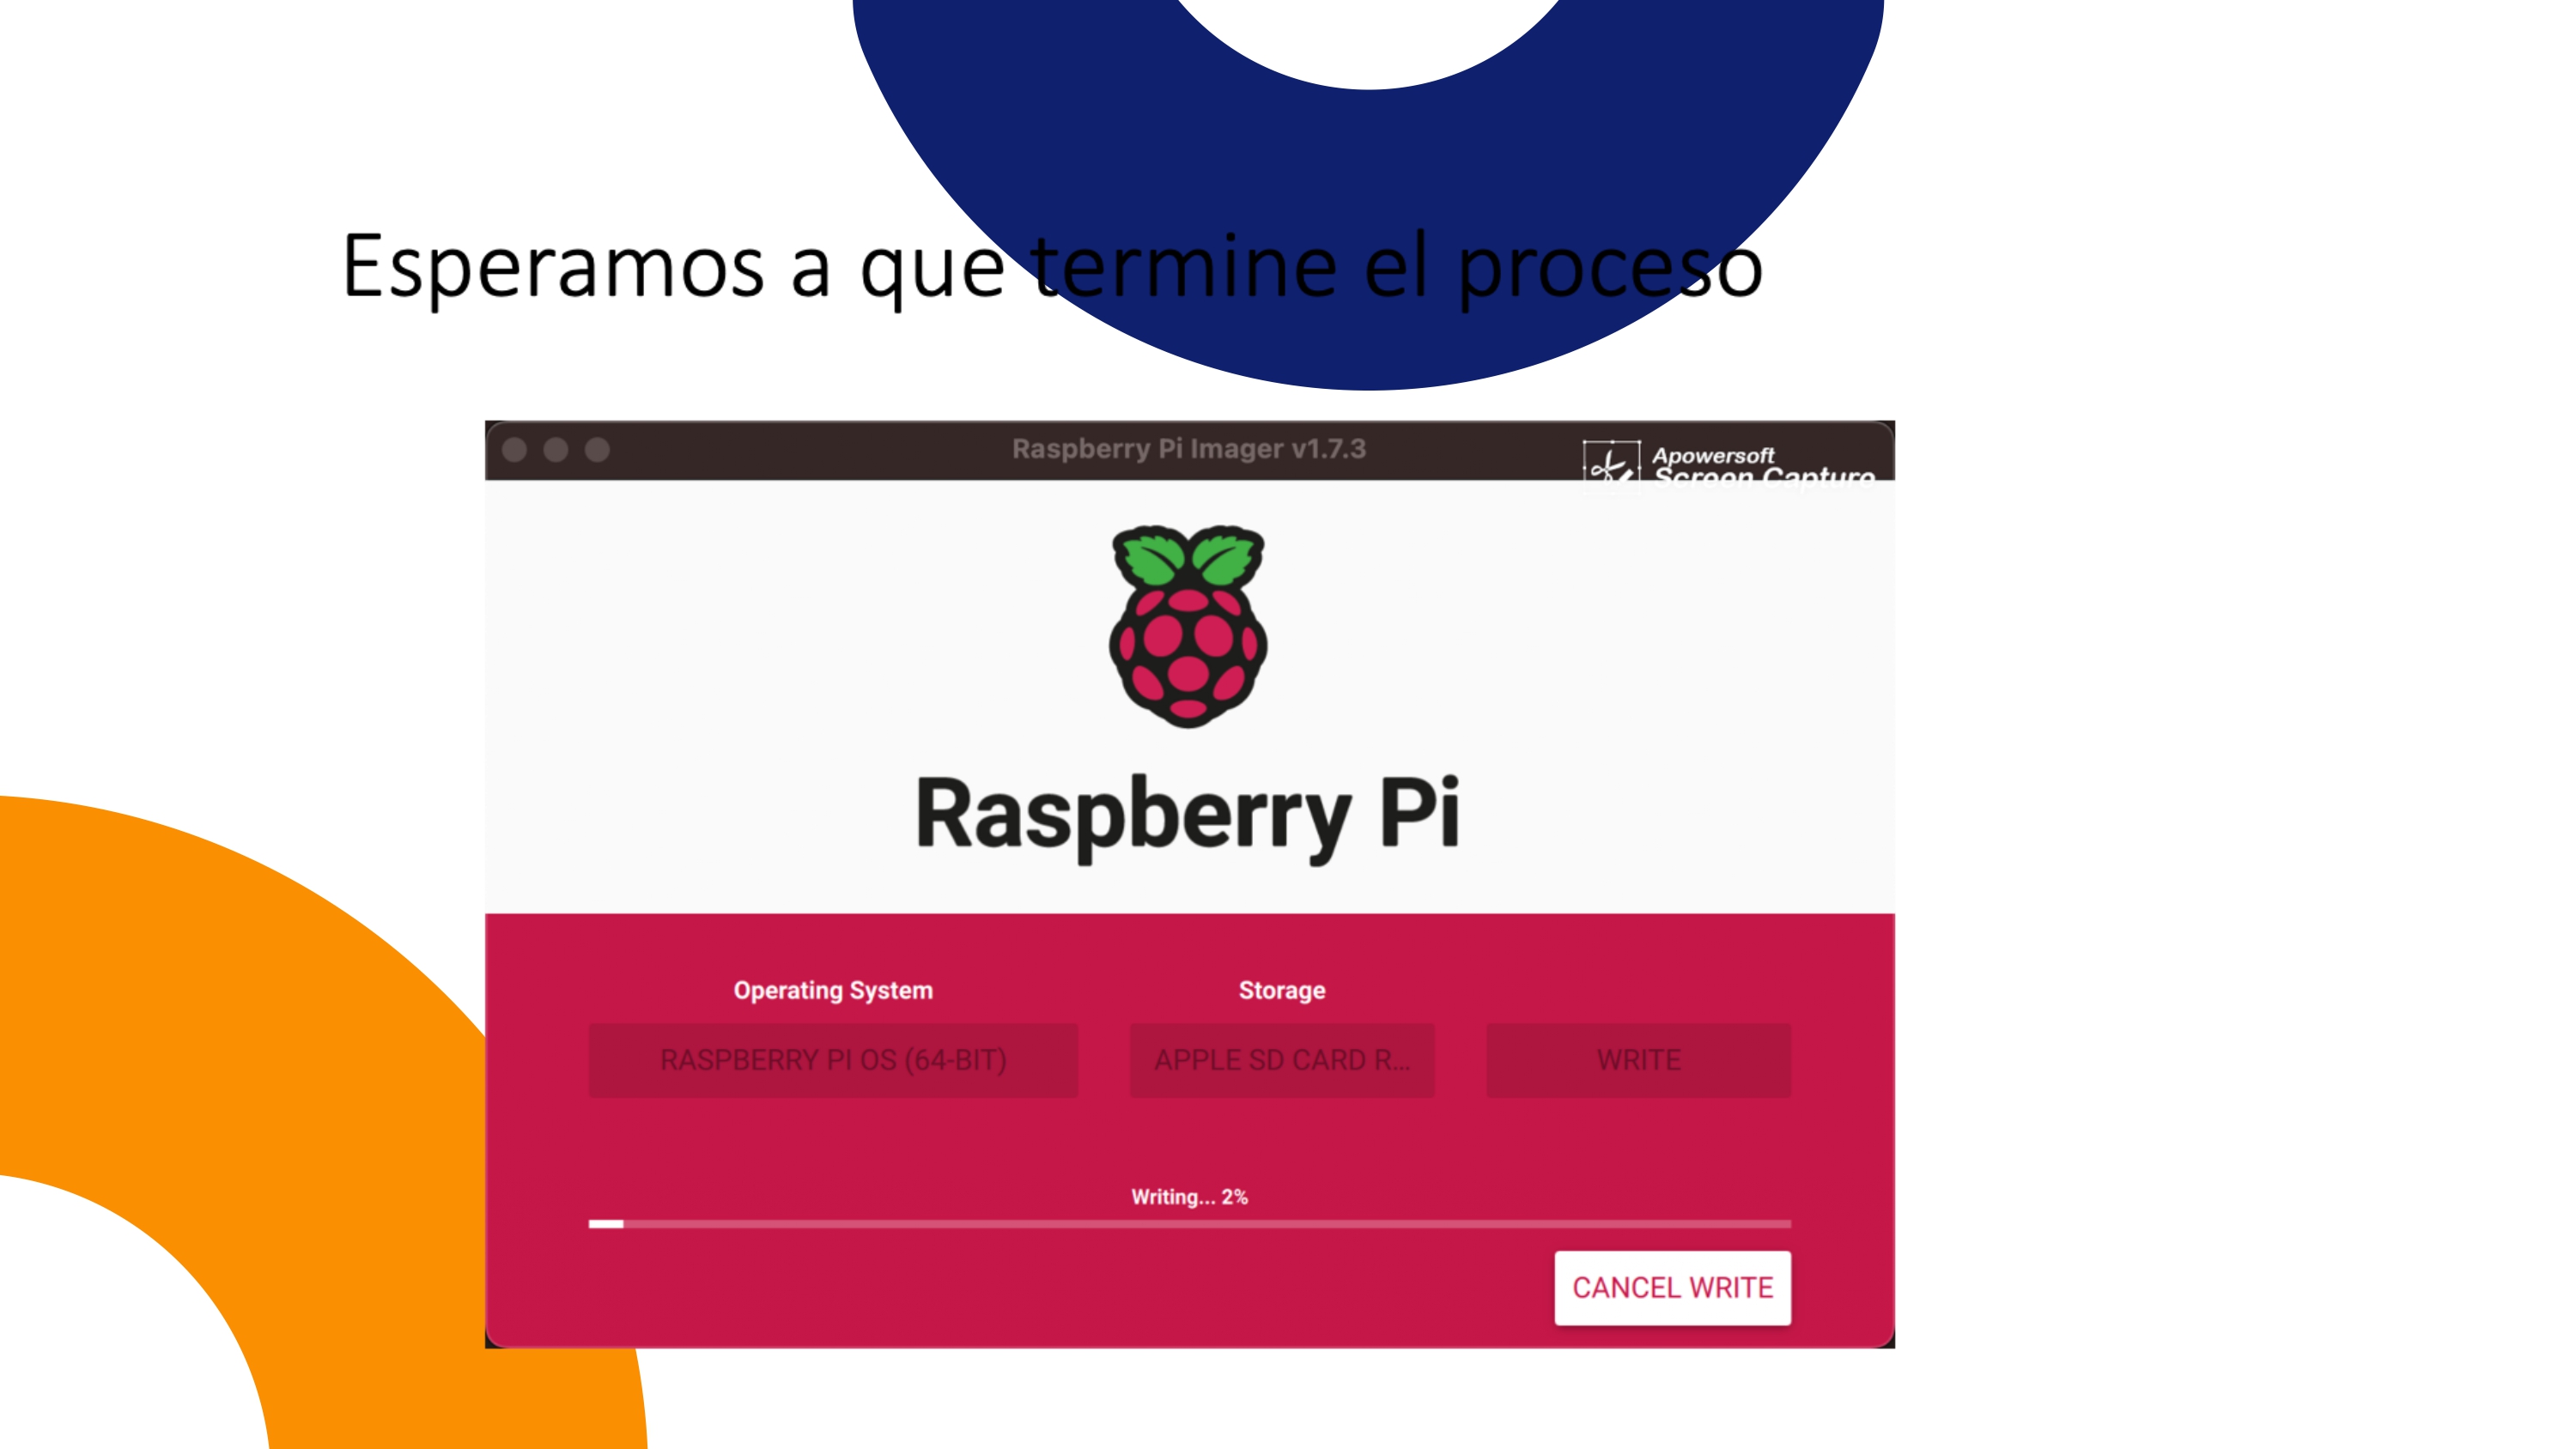 Esperamos a que termine el proceso
Raspberry Pi Imager v1.7.3
Apowersoft
Screen Capture
Raspberry Pi
Operating System
Storage
RASPBERRY PI OS (64-BIT)
APPLE SD CARD R...
WRITE
Writing... 2%
CANCEL WRITE